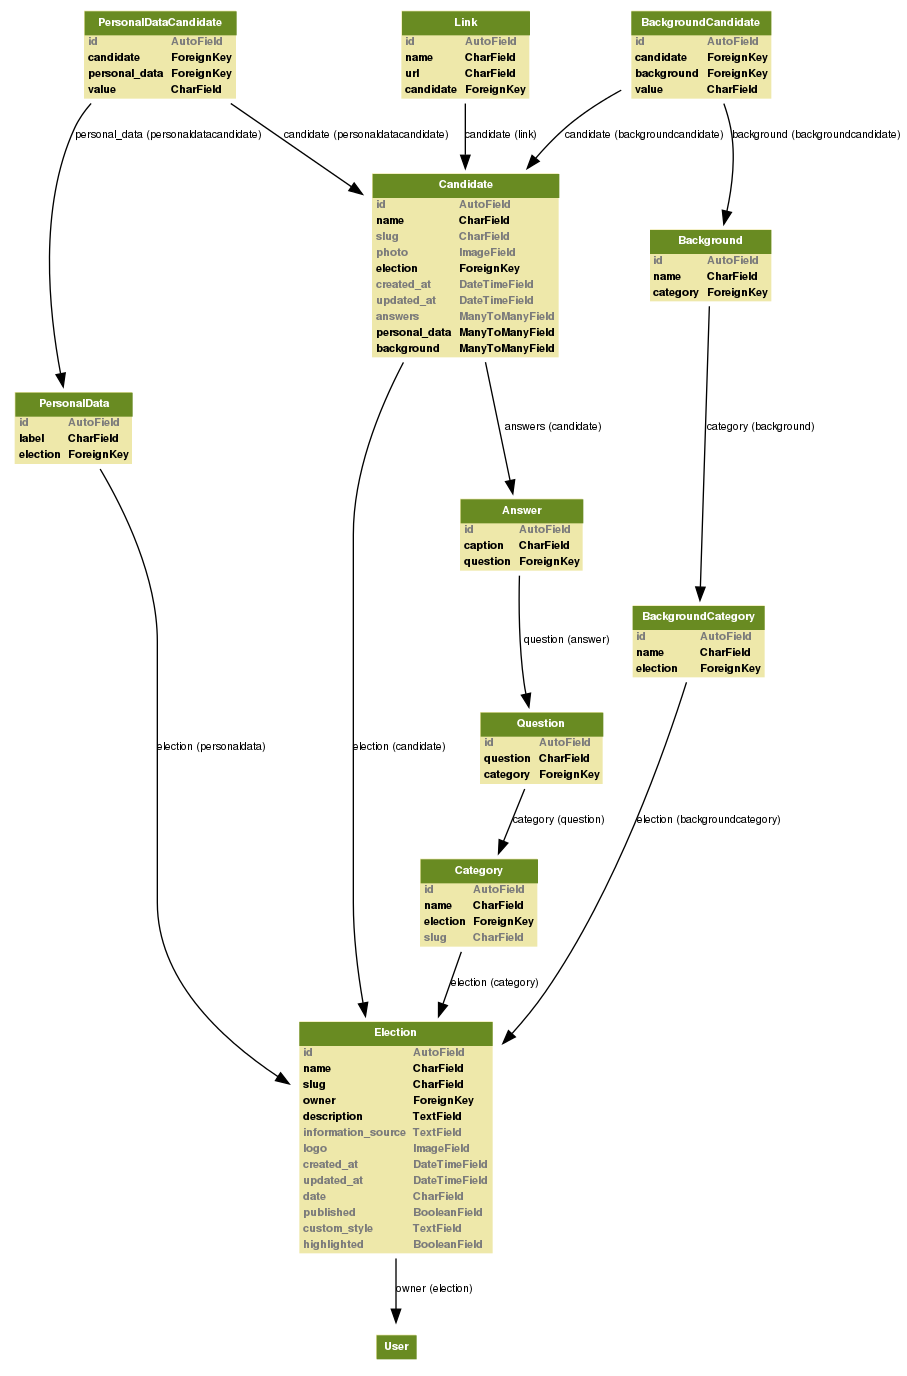 PersonalDataCandidate
id AutoField
candidate ForeignKey
personal_data ForeignKey
value CharField
Link
id AutoField
name CharField
url CharField
candidate ForeignKey
BackgroundCandidate
id AutoField
candidate ForeignKey
background ForeignKey
value CharField
personal_data (personaldatacandidate)
candidate (personaldatacandidate)
candidate (link)
candidate (backgroundcandidate)
background (backgroundcandidate)
Candidate
id AutoField
name CharField
slug CharField
photo ImageField
election ForeignKey
created_at DateTimeField
updated_at DateTimeField
answers ManyToManyField
personal_data ManyToManyField
background ManyToManyField
Background
id AutoField
name CharField
category ForeignKey
PersonalData
id AutoField
label CharField
election ForeignKey
answers (candidate)
category (background)
Answer
id AutoField
caption CharField
question ForeignKey
question (answer)
BackgroundCategory
id AutoField
name CharField
election ForeignKey
Question
id AutoField
question CharField
category ForeignKey
election (personaldata)
election (candidate)
category (question)
election (backgroundcategory)
Category
id AutoField
name CharField
election ForeignKey
slug CharField
election (category)
Election
id AutoField
name CharField
slug CharField
owner ForeignKey
description TextField
information_source TextField
logo ImageField
created_at DateTimeField
updated_at DateTimeField
date CharField
published BooleanField
custom_style TextField
highlighted BooleanField
owner (election)
User